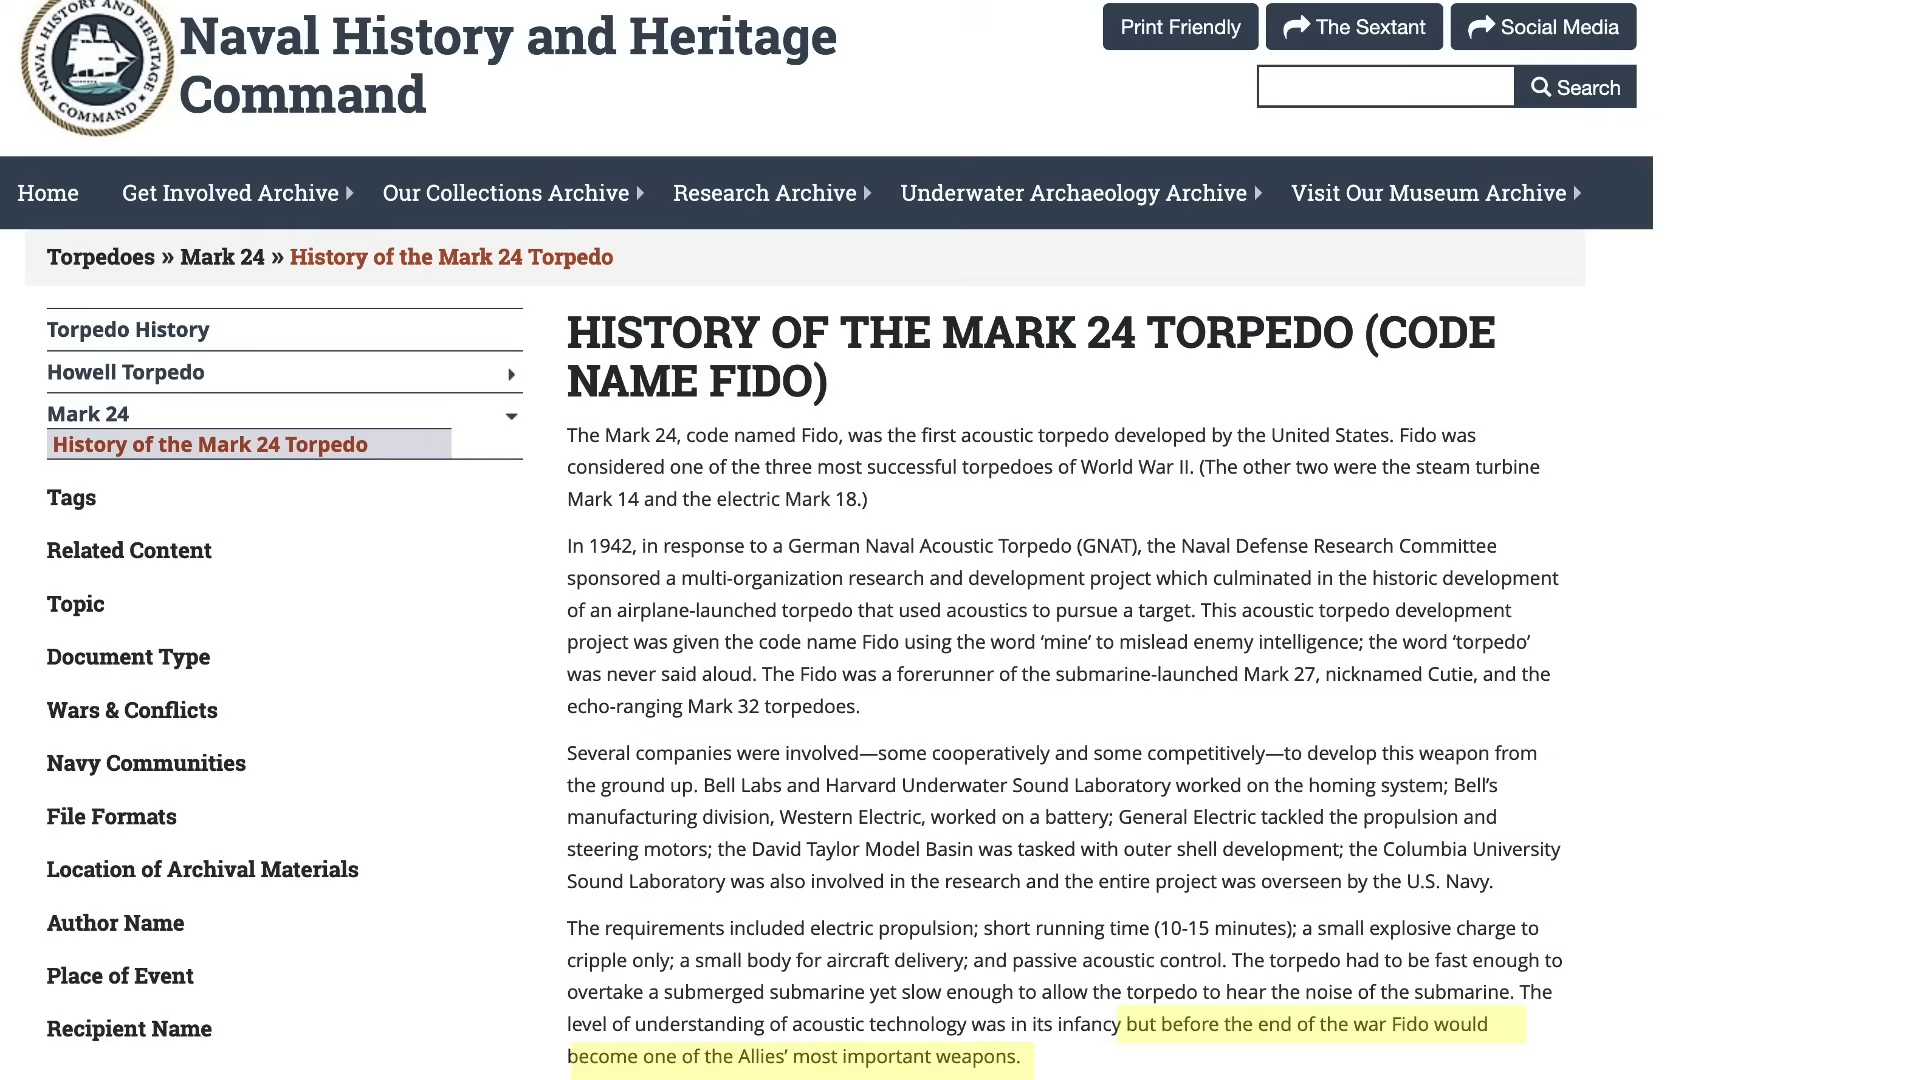 NAVAL HISTORY AND HERITAGE
COMMAND
Naval History and Heritage
Command
Print Friendly
The Sextant
Social Media
Search
Home
Get Involved Archive
Our Collections Archive
Research Archive
Underwater Archaeology Archive
Visit Our Museum Archive
Torpedoes » Mark 24 » History of the Mark 24 Torpedo
Torpedo History
Howell Torpedo
Mark 24
History of the Mark 24 Torpedo
Tags
Related Content
Topic
Document Type
Wars & Conflicts
Navy Communities
File Formats
Location of Archival Materials
Author Name
Place of Event
Recipient Name
HISTORY OF THE MARK 24 TORPEDO (CODE
NAME FIDO)
The Mark 24, code named Fido, was the first acoustic torpedo developed by the United States. Fido was
considered one of the three most successful torpedoes of World War II. (The other two were the steam turbine
Mark 14 and the electric Mark 18.)
In 1942, in response to a German Naval Acoustic Torpedo (GNAT), the Naval Defense Research Committee
sponsored a multi-organization research and development project which culminated in the historic development
of an airplane-launched torpedo that used acoustics to pursue a target. This acoustic torpedo development
project was given the code name Fido using the word ‘mine’ to mislead enemy intelligence; the word ‘torpedo’
was never said aloud. The Fido was a forerunner of the submarine-launched Mark 27, nicknamed Cutie, and the
echo-ranging Mark 32 torpedoes.
Several companies were involved—some cooperatively and some competitively—to develop this weapon from
the ground up. Bell Labs and Harvard Underwater Sound Laboratory worked on the homing system; Bell’s
manufacturing division, Western Electric, worked on a battery; General Electric tackled the propulsion and
steering motors; the David Taylor Model Basin was tasked with outer shell development; the Columbia University
Sound Laboratory was also involved in the research and the entire project was overseen by the U.S. Navy.
The requirements included electric propulsion; short running time (10-15 minutes); a small explosive charge to
cripple only; a small body for aircraft delivery; and passive acoustic control. The torpedo had to be fast enough to
overtake a submerged submarine yet slow enough to allow the torpedo to hear the noise of the submarine. The
level of understanding of acoustic technology was in its infancy but before the end of the war Fido would
become one of the Allies’ most important weapons.